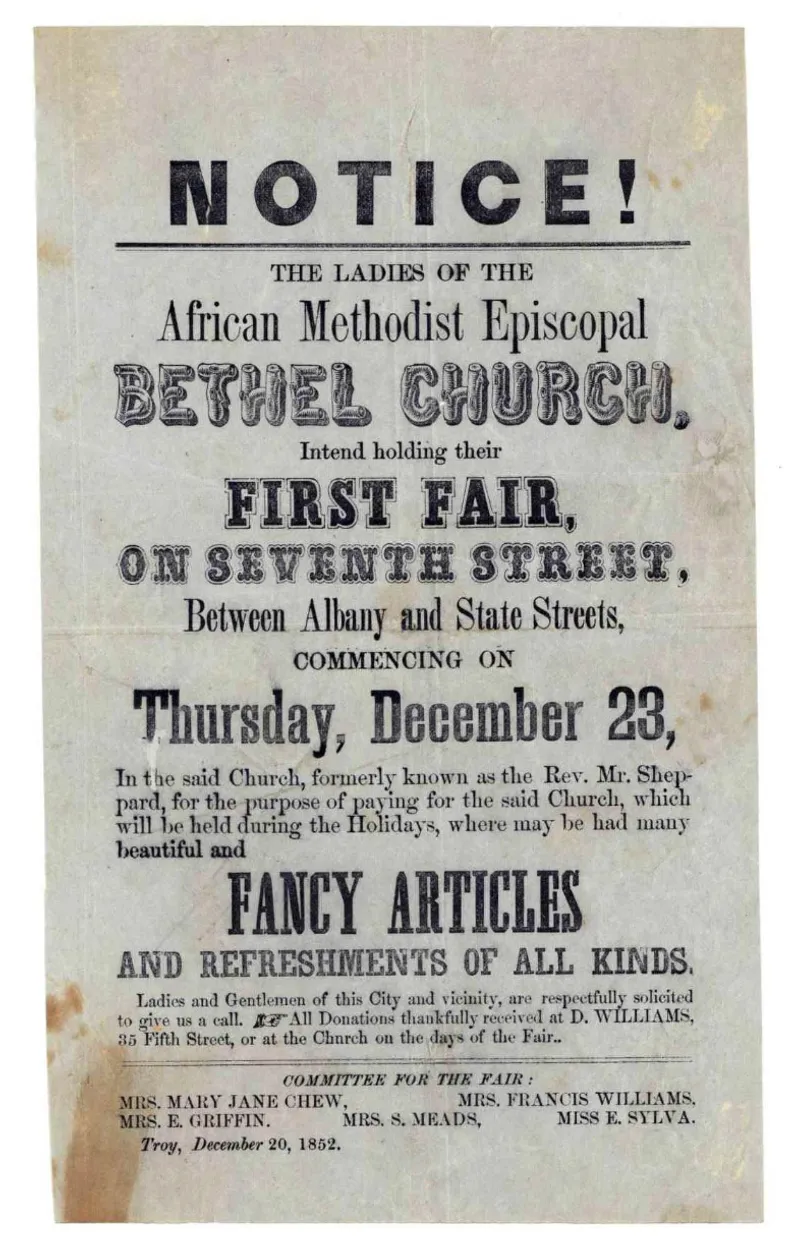 NOTICE!
THE LADIES OF THE
African Methodist Episcopal
BETHEL CHURCH,
Intend holding their
FIRST FAIR,
ON SEVENTH STREET,
Between Albany and State Streets,
COMMENCING ON
Thursday, December 23,
In the said Church, formerly known as the Rev. Mr. Shep-
pard, for the purpose of paying for the said Church, which
will be held during the Holidays, where may be had many
beautiful and
FANCY ARTICLES
AND REFRESHMENTS OF ALL KINDS.
Ladies and Gentlemen of this City and vicinity, are respectfully solicited
to give us a call. ☞All Donations thankfully received at D. WILLIAMS,
35 Fifth Street, or at the Church on the days of the Fair..
COMMITTEE FOR THE FAIR:
MRS. MARY JANE CHEW, MRS. FRANCIS WILLIAMS,
MRS. E. GRIFFIN. MRS. S. MEADS, MISS E. SYLVA.
Troy, December 20, 1852.